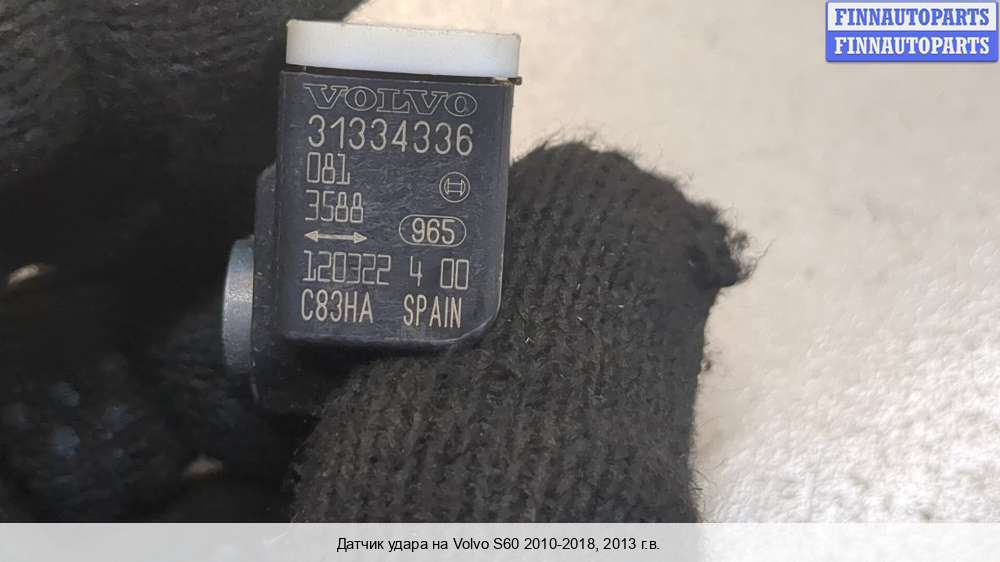 FINNAUTOPARTS
FINNAUTOPARTS
VOLVO
31334336
081
3588
965
120322 4 00
C83HA SPAIN
Датчик удара на Volvo S60 2010-2018, 2013 г.в.